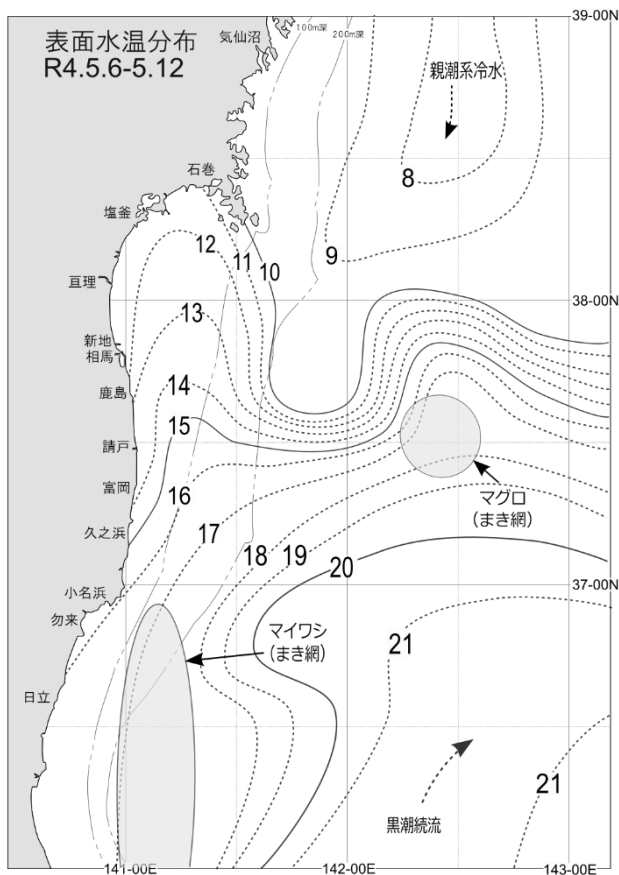 表面水温分布
R4.5.6-5.12
気仙沼
100m深
200m深
39-00N
親潮系冷水
石巻
8
塩釜
12
11
10
9
亘理
38-00N
13
新地
相馬
鹿島
14
15
請戸
富岡
16
マグロ
(まき網)
久之浜
17
18
19
20
小名浜
37-00N
勿来
マイワシ
(まき網)
21
日立
21
黒潮続流
141-00E
142-00E
143-00E